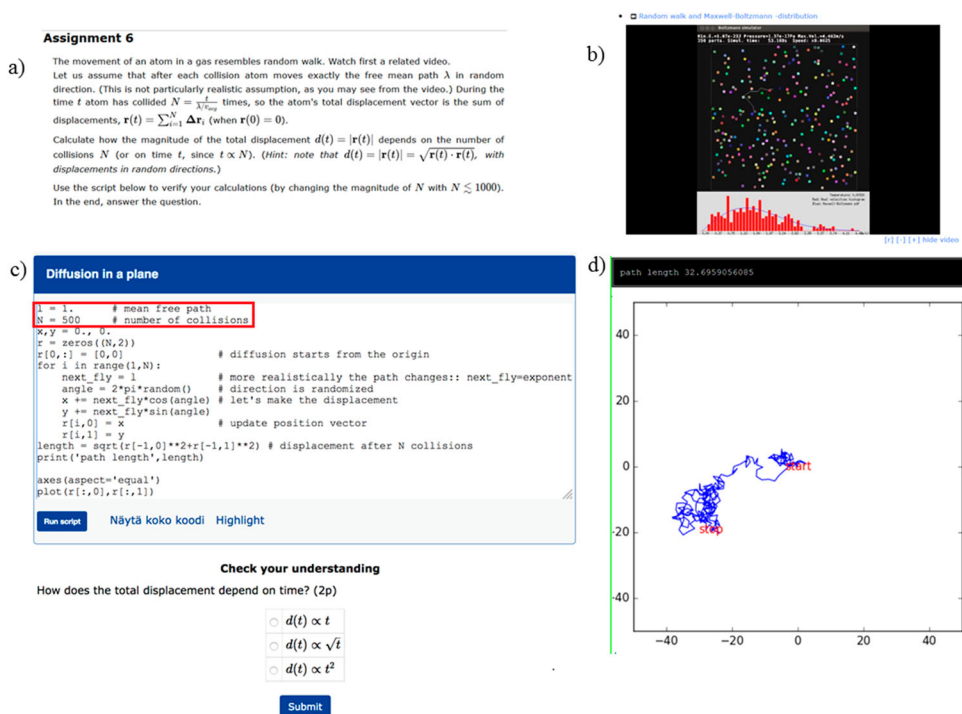 a)
Assignment 6
The movement of an atom in a gas resembles random walk. Watch first a related video.
Let us assume that after each collision atom moves exactly the free mean path λ in random
direction. (This is not particularly realistic assumption, as you may see from the video.) During the
time t atom has collided N = t/(λ/v_avg) times, so the atom's total displacement vector is the sum of
displacements, r(t) = ∑_{i=1}^{N} Δr_i (when r(0) = 0).
Calculate how the magnitude of the total displacement d(t) = |r(t)| depends on the number of
collisions N (or on time t, since t ∝ N). (Hint: note that d(t) = |r(t)| = √(r(t) · r(t)), with
displacements in random directions.)
Use the script below to verify your calculations (by changing the magnitude of N with N ≲ 1000).
In the end, answer the question.
b)
Random walk and Maxwell-Boltzmann -distribution
Boltzmann simulator
[r] [-] [+] hide video
c)
Diffusion in a plane
l = 1. # mean free path
N = 500 # number of collisions
x,y = 0., 0.
r = zeros((N,2))
r[0,:] = [0,0] # diffusion starts from the origin
for i in range(1,N):
next_fly = l # more realistically the path changes:: next_fly=exponent
angle = 2*pi*random() # direction is randomized
x += next_fly*cos(angle) # let's make the displacement
y += next_fly*sin(angle)
r[i,0] = x # update position vector
r[i,1] = y
length = sqrt(r[-1,0]**2+r[-1,1]**2) # displacement after N collisions
print('path length',length)
axes(aspect='equal')
plot(r[:,0],r[:,1])
Run script Näytä koko koodi Highlight
Check your understanding
How does the total displacement depend on time? (2p)
d(t) ∝ t
d(t) ∝ √t
d(t) ∝ t²
Submit
d)
path length 32.6959056085
40
20
0
-20
-40
start
stop
−40 −20 0 20 40